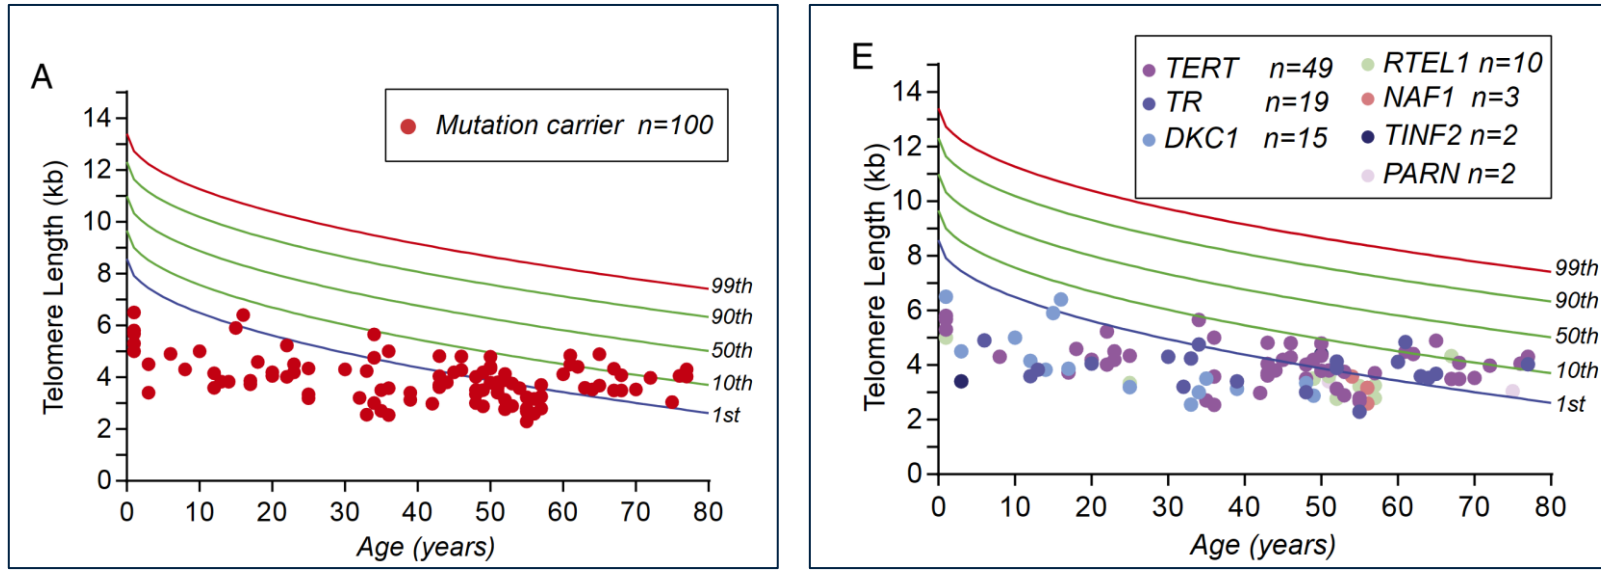 A
Mutation carrier n=100
Telomere Length (kb)
14
12
10
8
6
4
2
0
99th
90th
50th
10th
1st
0 10 20 30 40 50 60 70 80
Age (years)
E
TERT n=49
TR n=19
DKC1 n=15
RTEL1 n=10
NAF1 n=3
TINF2 n=2
PARN n=2
Telomere Length (kb)
14
12
10
8
6
4
2
0
99th
90th
50th
10th
1st
0 10 20 30 40 50 60 70 80
Age (years)